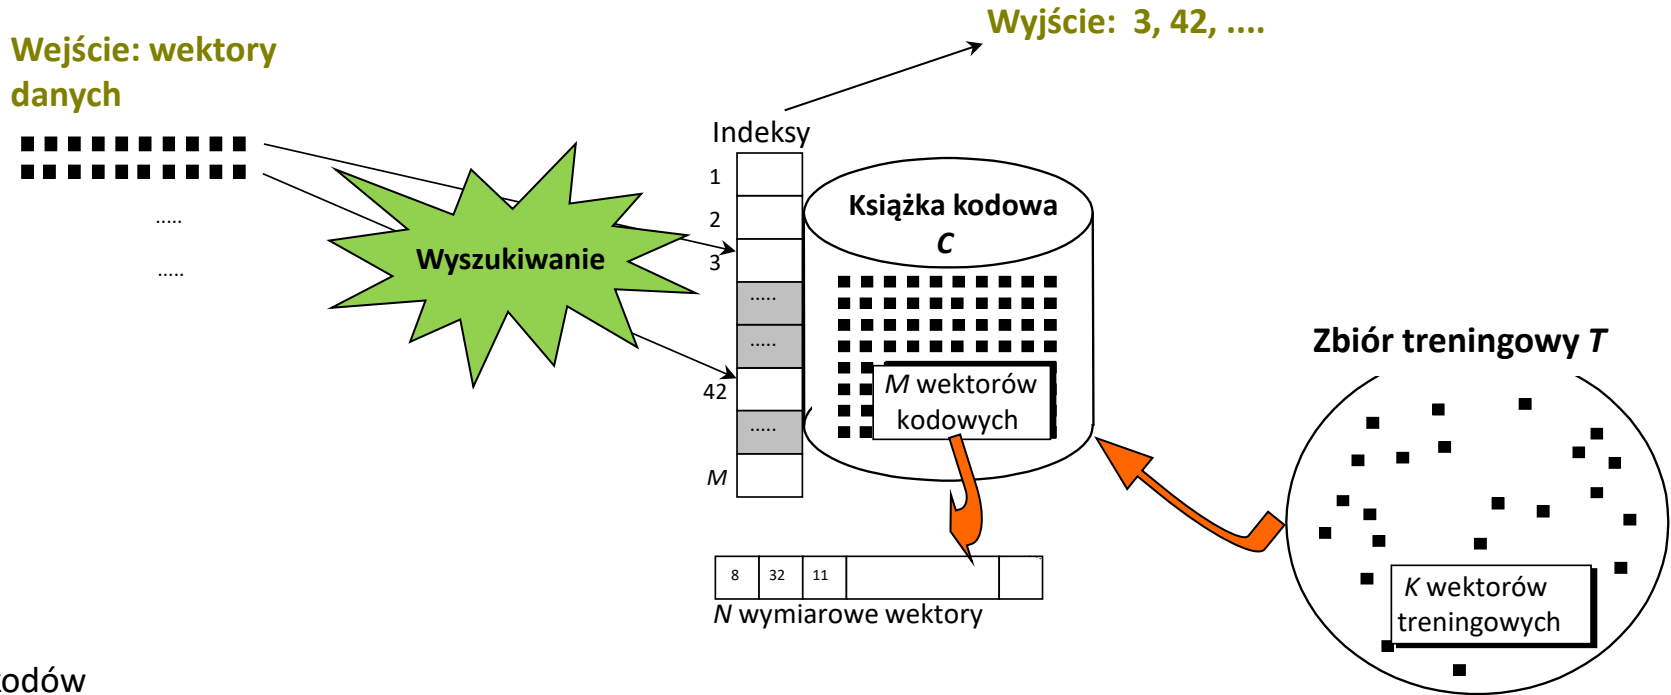 Wyjście: 3, 42, ....
Wejście: wektory
danych
.....
.....
Wyszukiwanie
Indeksy
1
2
3
.....
.....
42
.....
M
Książka kodowa
C
M wektorów
kodowych
8 32 11
N wymiarowe wektory
Zbiór treningowy T
K wektorów
treningowych